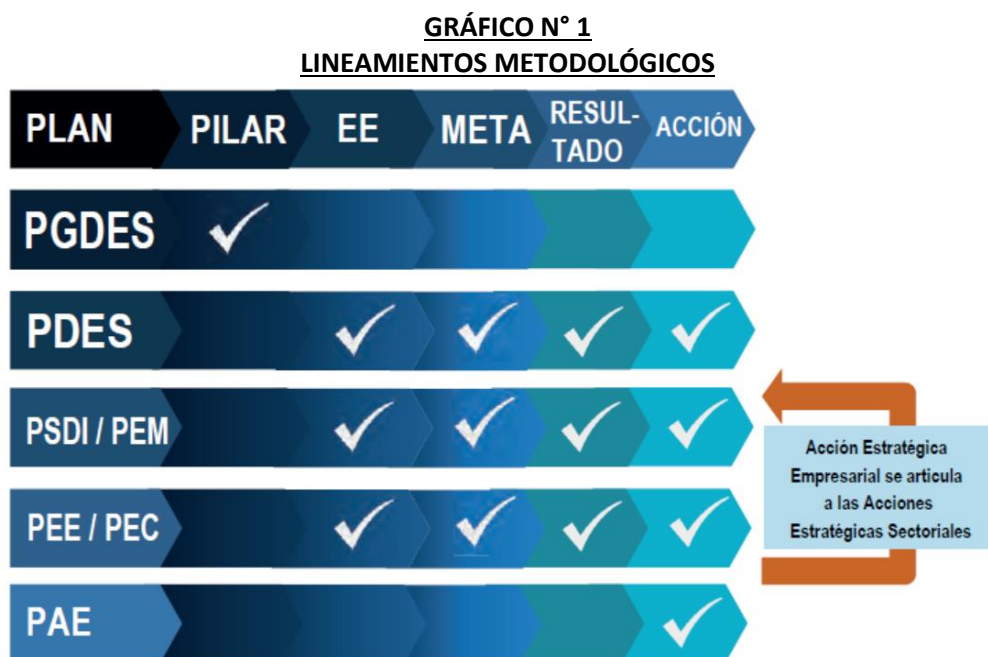 GRÁFICO N° 1
LINEAMIENTOS METODOLÓGICOS
PLAN PILAR EE META RESUL-
TADO ACCIÓN
PGDES
PDES
PSDI / PEM
PEE / PEC
PAE
Acción Estratégica
Empresarial se articula
a las Acciones
Estratégicas Sectoriales